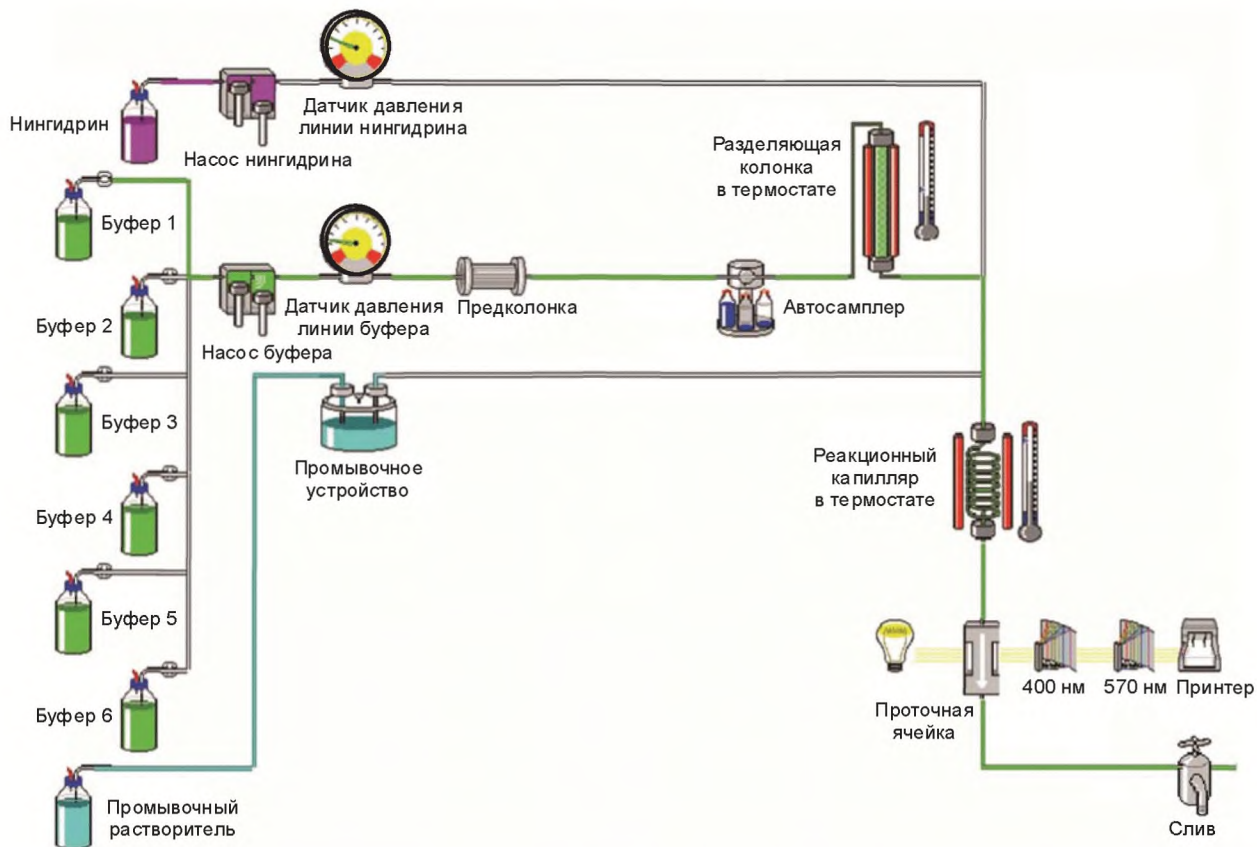 Нингидрин
Насос нингидрина
Датчик давления
линии нингидрина
Разделяющая
колонка
в термостате
Буфер 1
Буфер 2
Насос буфера
Датчик давления
линии буфера
Предколонка
Автосамплер
Буфер 3
Буфер 4
Буфер 5
Буфер 6
Промывочное
устройство
Реакционный
капилляр
в термостате
Проточная
ячейка
400 нм
570 нм
Принтер
Промывочный
растворитель
Слив